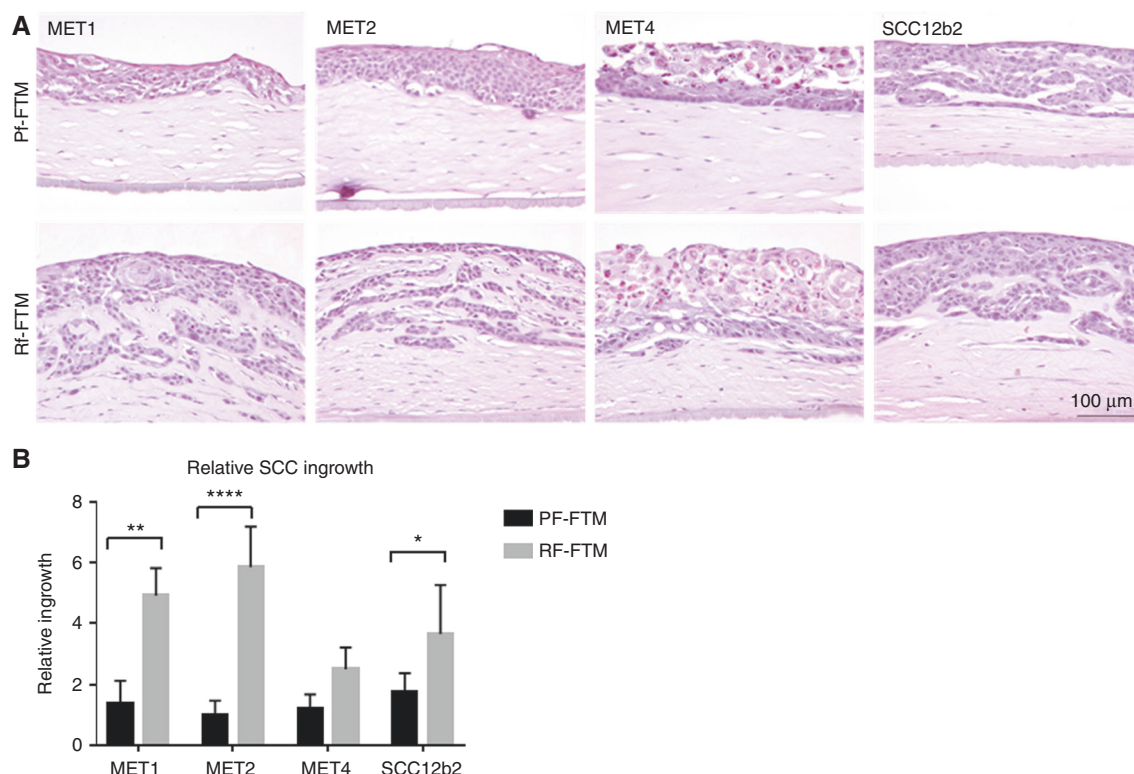 A
MET1
MET2
MET4
SCC12b2
Pf-FTM
Rf-FTM
100 µm
B
Relative SCC ingrowth
8
6
4
2
0
Relative ingrowth
**
****
*
PF-FTM
RF-FTM
MET1
MET2
MET4
SCC12b2